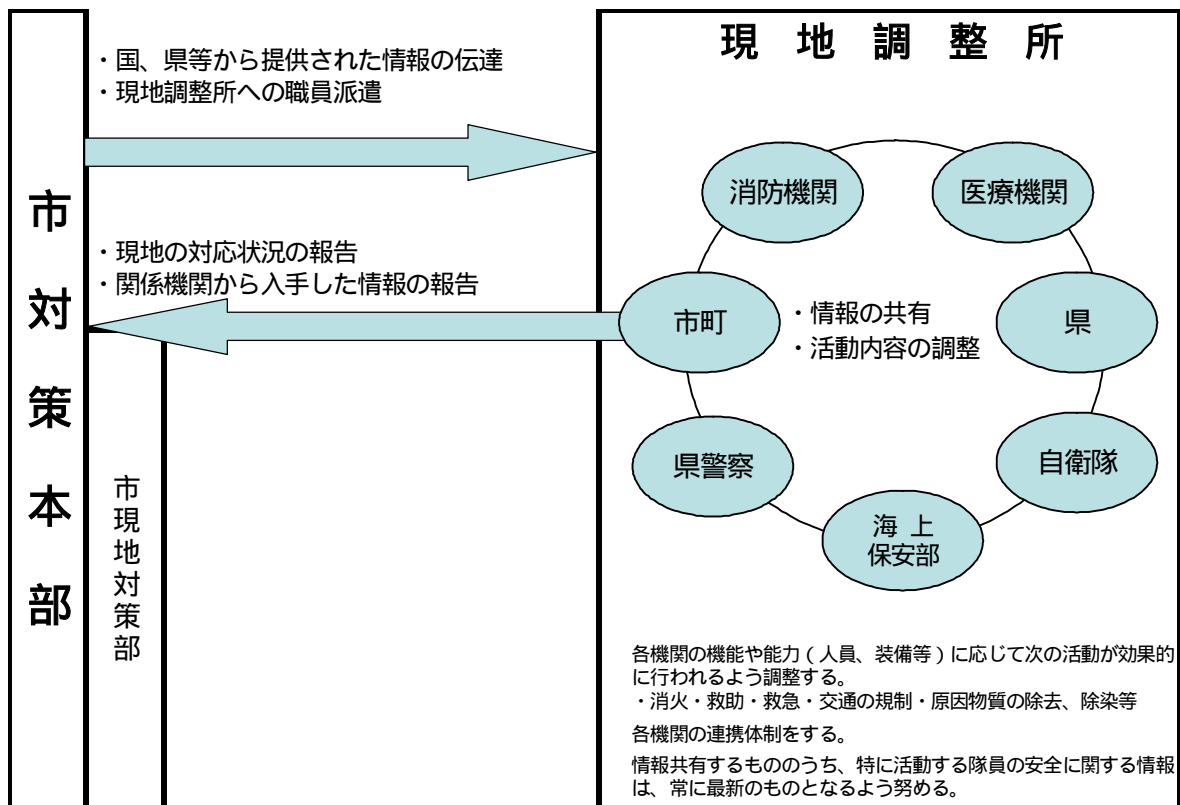 市対策本部
・国、県等から提供された情報の伝達
・現地調整所への職員派遣
・現地の対応状況の報告
・関係機関から入手した情報の報告
市現地対策部
現地調整所
消防機関
医療機関
市町
・情報の共有
・活動内容の調整
県
県警察
自衛隊
海上
保安部
各機関の機能や能力（人員、装備等）に応じて次の活動が効果的
に行われるよう調整する。
・消火・救助・救急・交通の規制・原因物質の除去、除染等
各機関の連携体制をする。
情報共有するもののうち、特に活動する隊員の安全に関する情報
は、常に最新のものとなるよう努める。